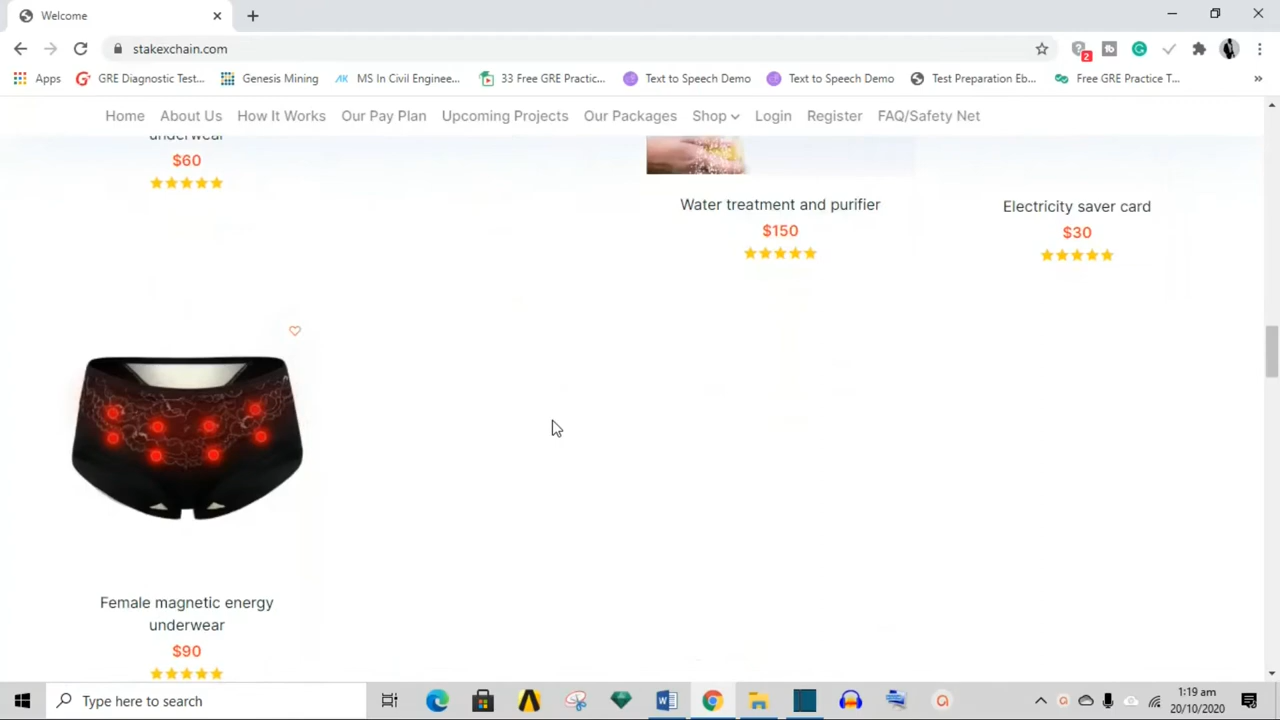 Welcome
stakexchain.com
2
Apps
GRE Diagnostic Test...
Genesis Mining
AK MS In Civil Enginee...
33 Free GRE Practic...
Text to Speech Demo
Text to Speech Demo
Test Preparation Eb...
Free GRE Practice T...
Home
About Us
How It Works
Our Pay Plan
Upcoming Projects
Our Packages
Shop
Login
Register
FAQ/Safety Net
underwear
$60
Water treatment and purifier
$150
Electricity saver card
$30
Female magnetic energy
underwear
$90
Type here to search
1:19 am
20/10/2020